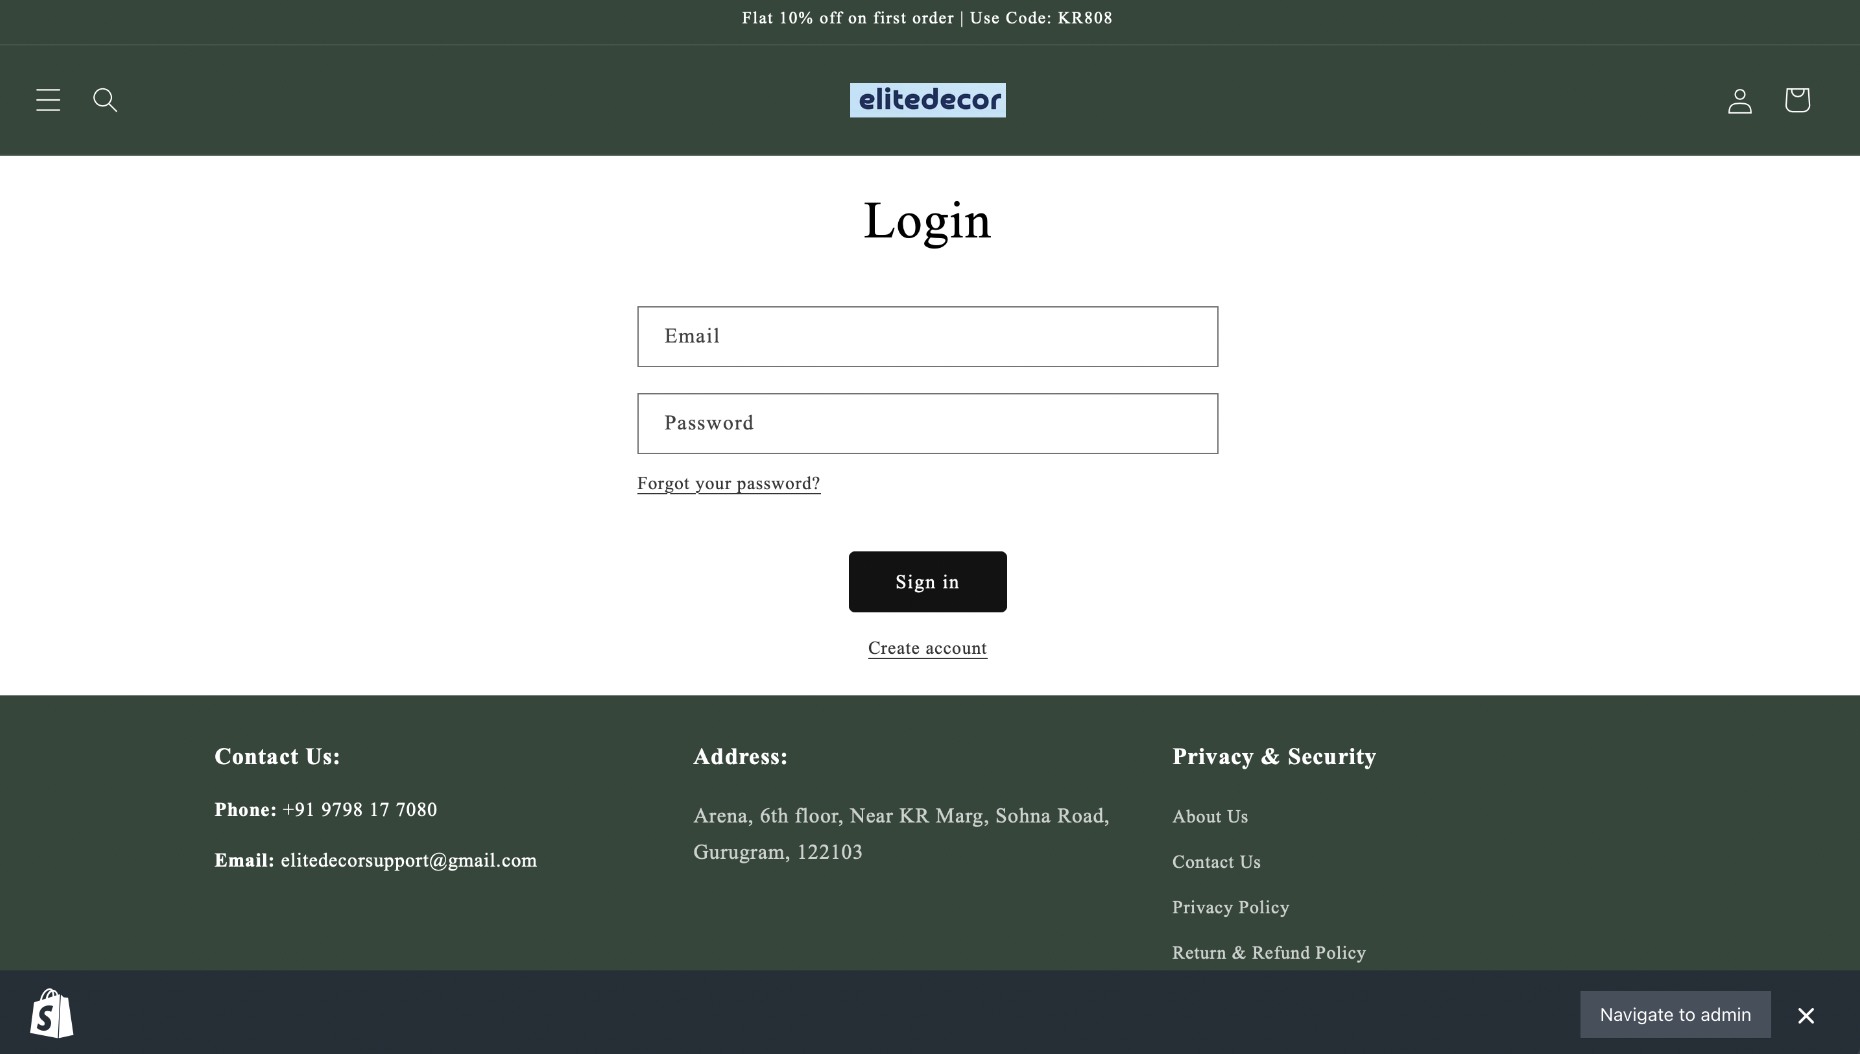 Flat 10% off on first order | Use Code: KR808
elitedecor
Login
Email
Password
Forgot your password?
Sign in
Create account
Contact Us:
Phone: +91 9798 17 7080
Email: elitedecorsupport@gmail.com
Address:
Arena, 6th floor, Near KR Marg, Sohna Road,
Gurugram, 122103
Privacy & Security
About Us
Contact Us
Privacy Policy
Return & Refund Policy
Navigate to admin